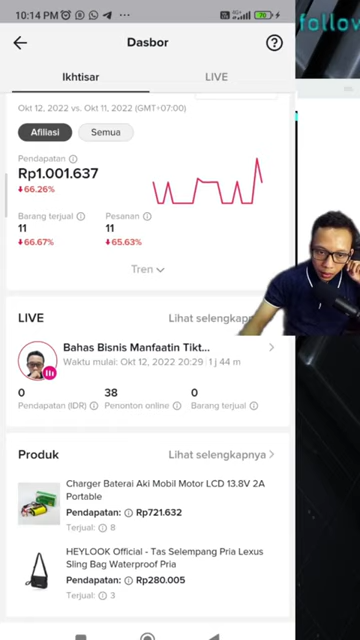 10:14 PM
70
follow
Dasbor
Ikhtisar
LIVE
Okt 12, 2022 vs. Okt 11, 2022 (GMT+07:00)
Afiliasi
Semua
Pendapatan
Rp1.001.637
66.26%
Barang terjual
Pesanan
11
11
66.67%
65.63%
Tren
LIVE
Lihat selengkap
Bahas Bisnis Manfaatin Tikt...
Waktu mulai: Okt 12, 2022 20:29 | 1 j 44 m
0
38
0
Pendapatan (IDR)
Penonton online
Barang terjual
Produk
Lihat selengkapnya
Charger Baterai Aki Mobil Motor LCD 13.8V 2A
Portable
Pendapatan: Rp721.632
Terjual: 8
HEYLOOK Official - Tas Selempang Pria Lexus
Sling Bag Waterproof Pria
Pendapatan: Rp280.005
Terjual: 3